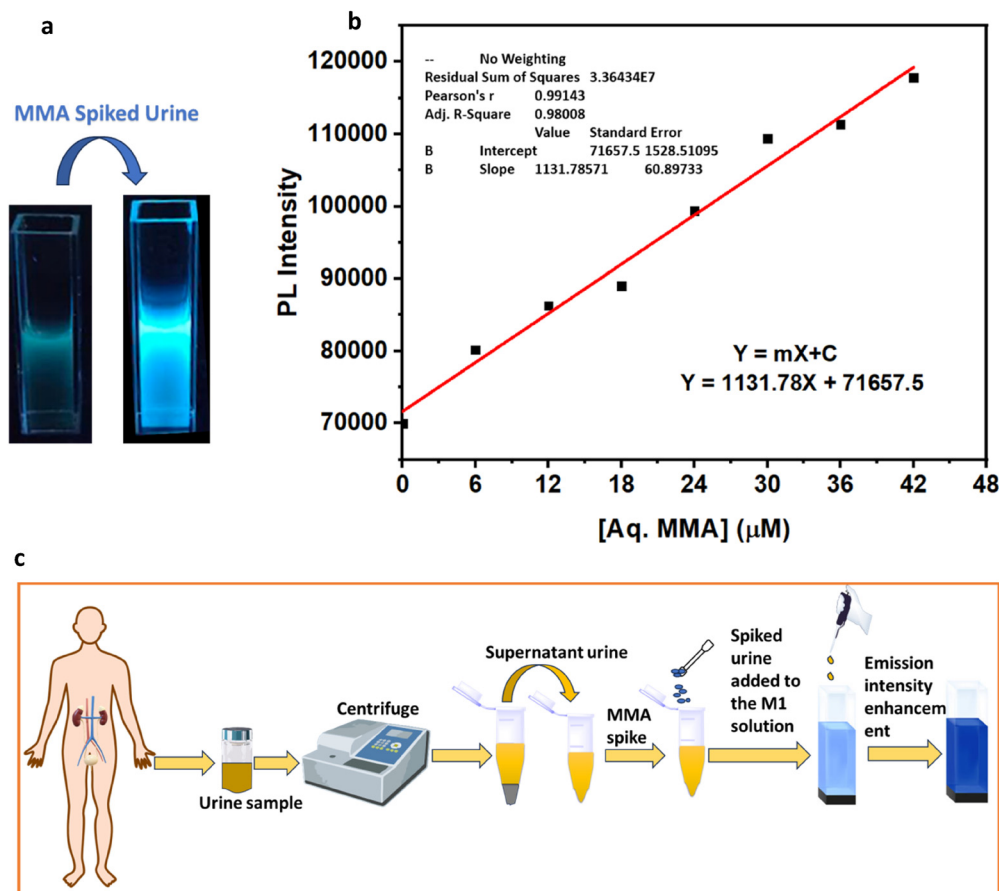 a
MMA Spiked Urine
b
PL Intensity
120000
110000
100000
90000
80000
70000
-- No Weighting
Residual Sum of Squares 3.36434E7
Pearson's r 0.99143
Adj. R-Square 0.98008
Value Standard Error
B Intercept 71657.5 1528.51095
B Slope 1131.78571 60.89733
Y = mX+C
Y = 1131.78X + 71657.5
0 6 12 18 24 30 36 42 48
[Aq. MMA] (μM)
c
Urine sample
Centrifuge
Supernatant urine
MMA
spike
Spiked
urine
added to
the M1
solution
Emission
intensity
enhancem
ent